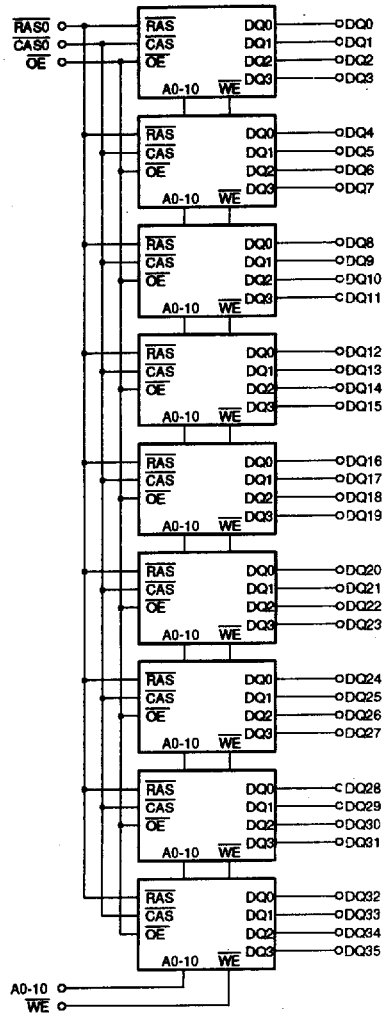 RAS0 RAS DQ0 DQ0
CAS0 CAS DQ1 DQ1
OE OE DQ2 DQ2
DQ3 DQ3
A0-10 WE
RAS DQ0 DQ4
CAS DQ1 DQ5
OE DQ2 DQ6
DQ3 DQ7
A0-10 WE
RAS DQ0 DQ8
CAS DQ1 DQ9
OE DQ2 DQ10
DQ3 DQ11
A0-10 WE
RAS DQ0 DQ12
CAS DQ1 DQ13
OE DQ2 DQ14
DQ3 DQ15
A0-10 WE
RAS DQ0 DQ16
CAS DQ1 DQ17
OE DQ2 DQ18
DQ3 DQ19
A0-10 WE
RAS DQ0 DQ20
CAS DQ1 DQ21
OE DQ2 DQ22
DQ3 DQ23
A0-10 WE
RAS DQ0 DQ24
CAS DQ1 DQ25
OE DQ2 DQ26
DQ3 DQ27
A0-10 WE
RAS DQ0 DQ28
CAS DQ1 DQ29
OE DQ2 DQ30
DQ3 DQ31
A0-10 WE
RAS DQ0 DQ32
CAS DQ1 DQ33
OE DQ2 DQ34
DQ3 DQ35
A0-10 WE
A0-10
WE